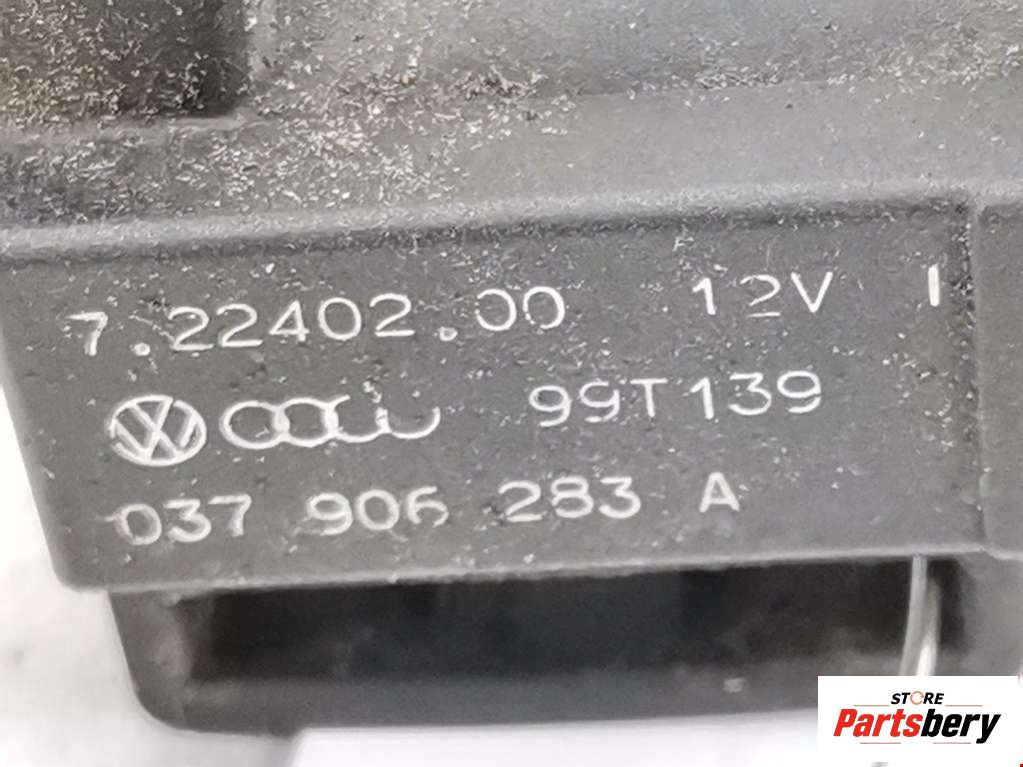 7.22402.00 12V I
99T139
037 906 283 A
STORE
Partsbery